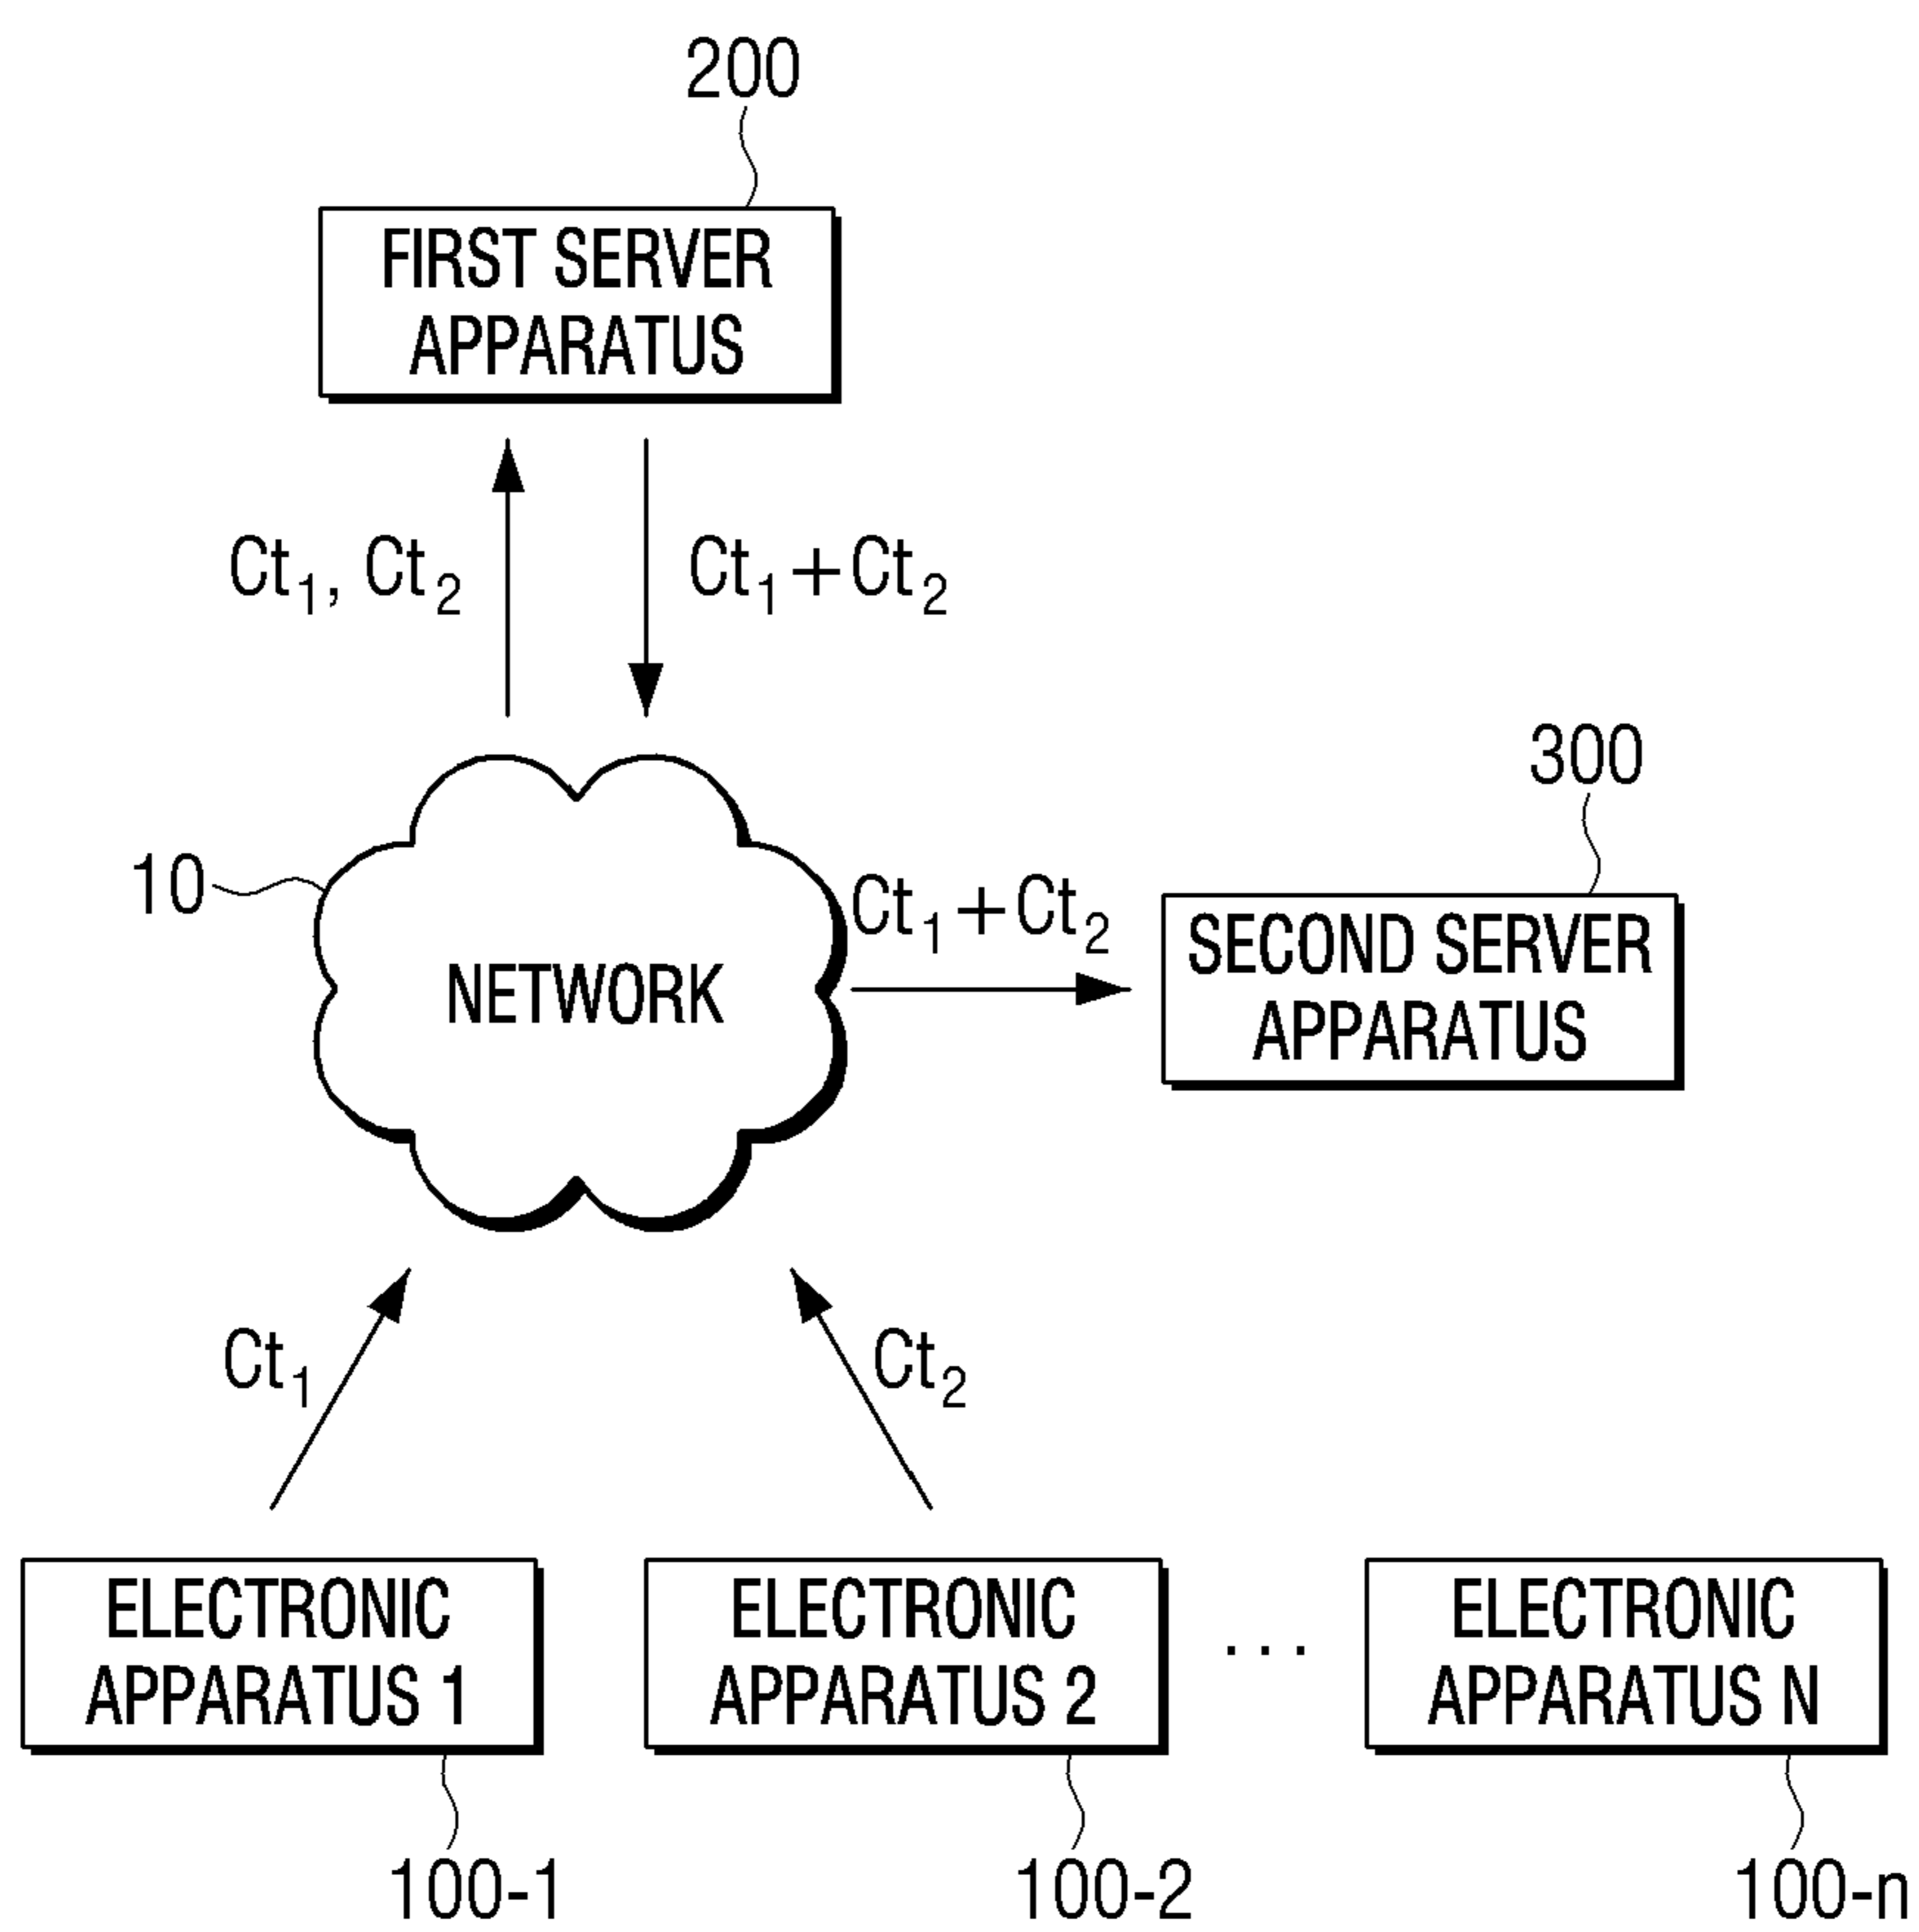 200
FIRST SERVER
APPARATUS
Ct₁, Ct₂
Ct₁+Ct₂
300
10
NETWORK
Ct₁+Ct₂
SECOND SERVER
APPARATUS
Ct₁
Ct₂
ELECTRONIC
APPARATUS 1
ELECTRONIC
APPARATUS 2
...
ELECTRONIC
APPARATUS N
100-1
100-2
100-n